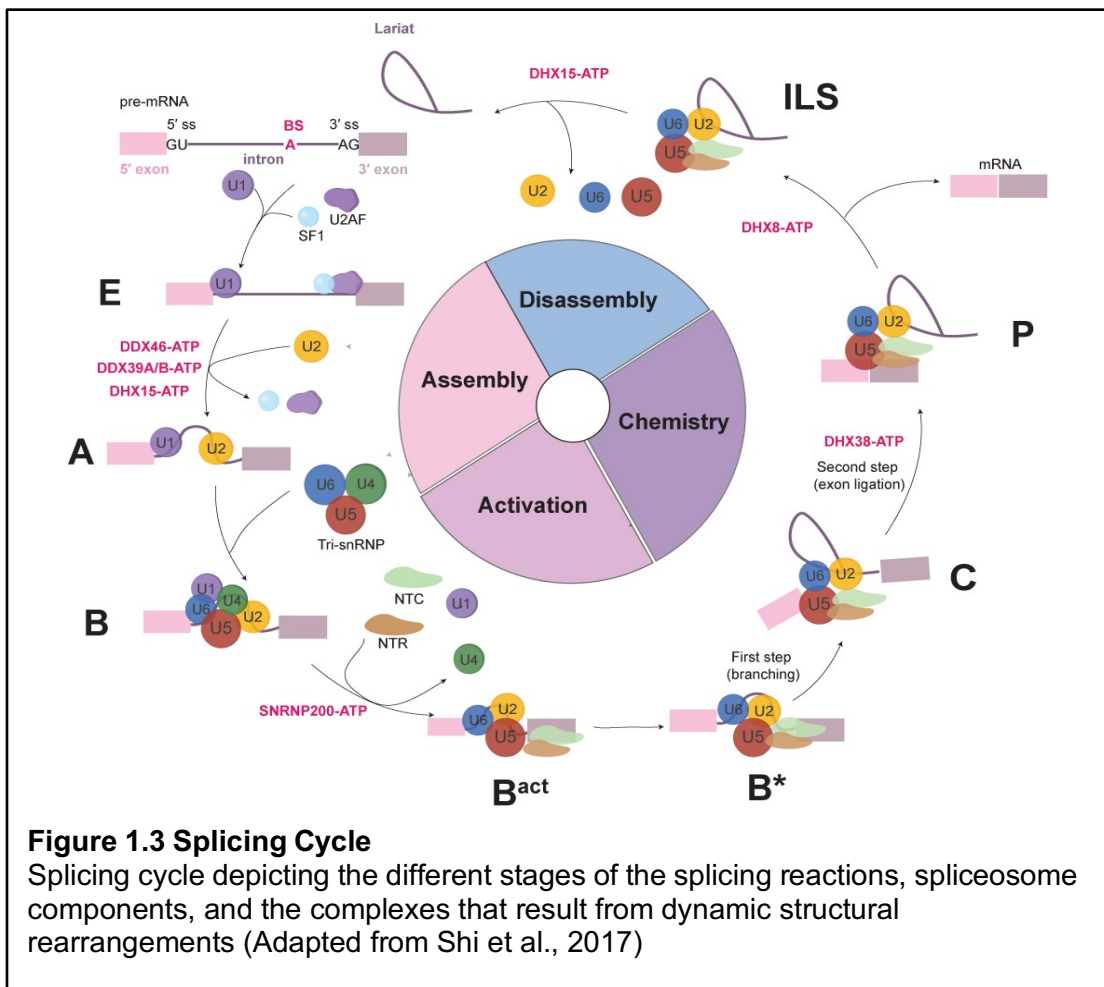 Lariat
DHX15-ATP
ILS
pre-mRNA
5' ss
BS
3' ss
GU
A
AG
intron
5' exon
3' exon
U6
U2
U5
mRNA
U1
U2AF
SF1
U2
U6
U5
DHX8-ATP
E
U1
Disassembly
U6
U2
U5
P
DDX46-ATP
DDX39A/B-ATP
DHX15-ATP
U2
Assembly
Chemistry
A
U1
U2
DHX38-ATP
Second step
(exon ligation)
U6
U4
U5
Tri-snRNP
Activation
B
U1
U6
U4
U5
U2
NTC
U1
NTR
U4
U6
U2
U5
C
First step
(branching)
SNRNP200-ATP
U6
U2
U5
B^act
U6
U2
U5
B*
Figure 1.3 Splicing Cycle
Splicing cycle depicting the different stages of the splicing reactions, spliceosome
components, and the complexes that result from dynamic structural
rearrangements (Adapted from Shi et al., 2017)